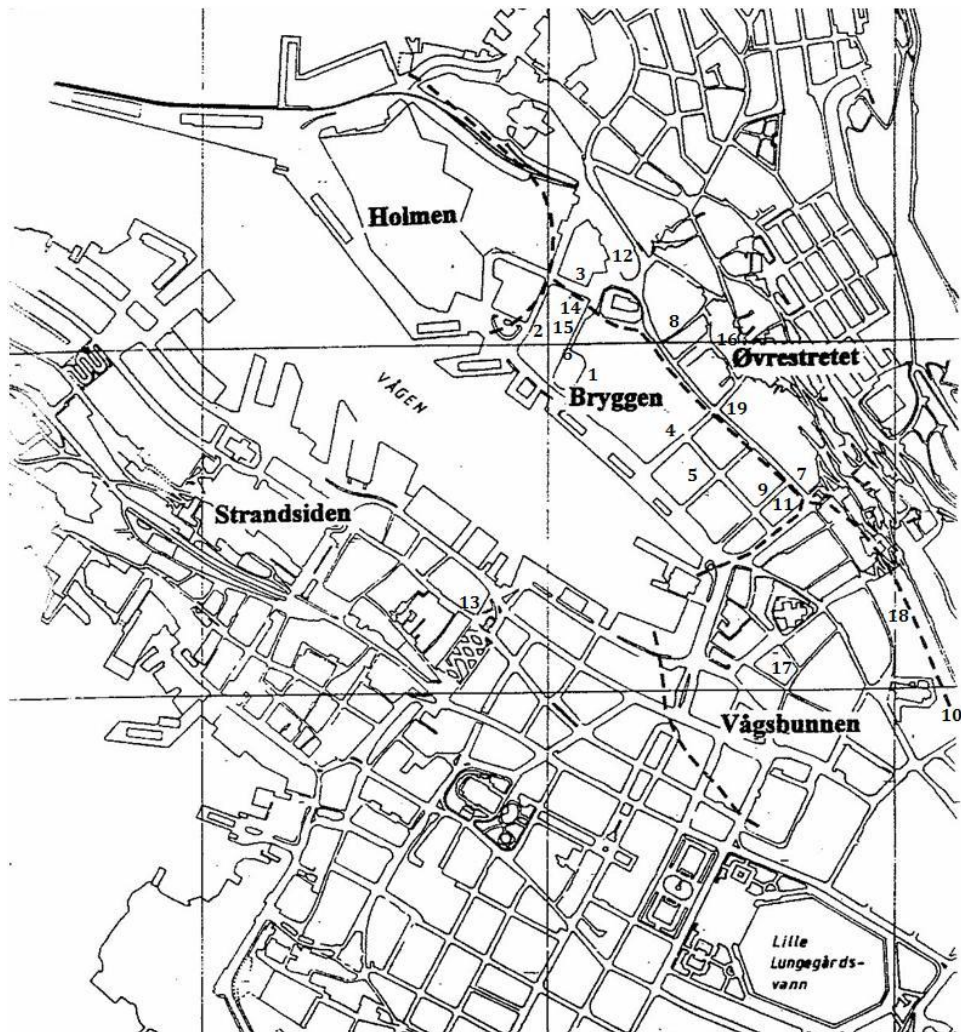 Holmen
12
3
14
2
15
8
16
6
Øvrestretet
VÅGEN
1
Bryggen
19
4
5
7
9
11
Strandsiden
13
18
17
10
Vågsbunnen
Lille
Lungegårds-
vann